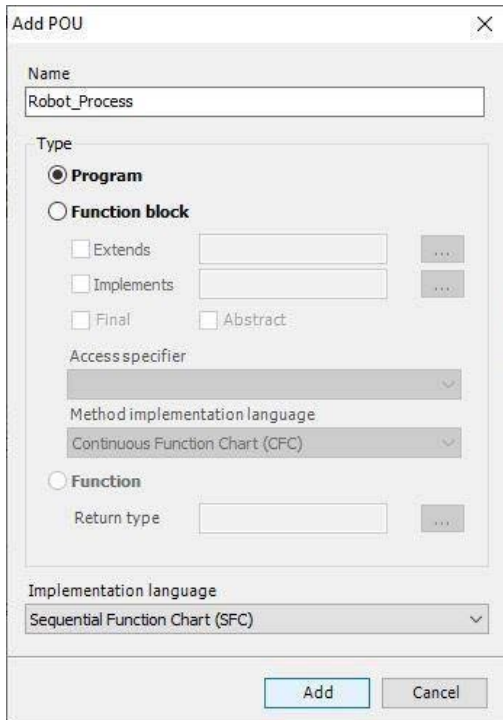 Add POU
Name
Robot_Process
Type
Program
Function block
Extends
...
Implements
...
Final Abstract
Access specifier
Method implementation language
Continuous Function Chart (CFC)
Function
Return type
...
Implementation language
Sequential Function Chart (SFC)
Add Cancel